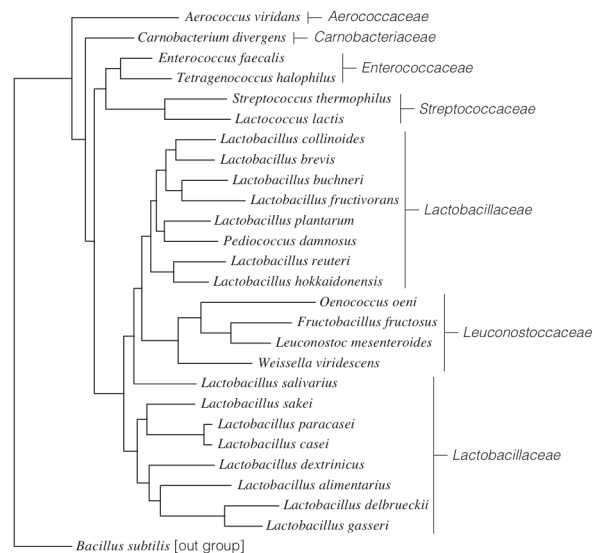 Aerococcus viridans
Aerococcaceae
Carnobacterium divergens
Carnobacteriaceae
Enterococcus faecalis
Enterococcaceae
Tetragenococcus halophilus
Streptococcus thermophilus
Streptococcaceae
Lactococcus lactis
Lactobacillus collinoides
Lactobacillus brevis
Lactobacillus buchneri
Lactobacillus fructivorans
Lactobacillaceae
Lactobacillus plantarum
Pediococcus damnosus
Lactobacillus reuteri
Lactobacillus hokkaidonensis
Oenococcus oeni
Fructobacillus fructosus
Leuconostoccaceae
Leuconostoc mesenteroides
Weissella viridescens
Lactobacillus salivarius
Lactobacillus sakei
Lactobacillus paracasei
Lactobacillus casei
Lactobacillaceae
Lactobacillus dextrinicus
Lactobacillus alimentarius
Lactobacillus delbrueckii
Lactobacillus gasseri
Bacillus subtilis [out group]